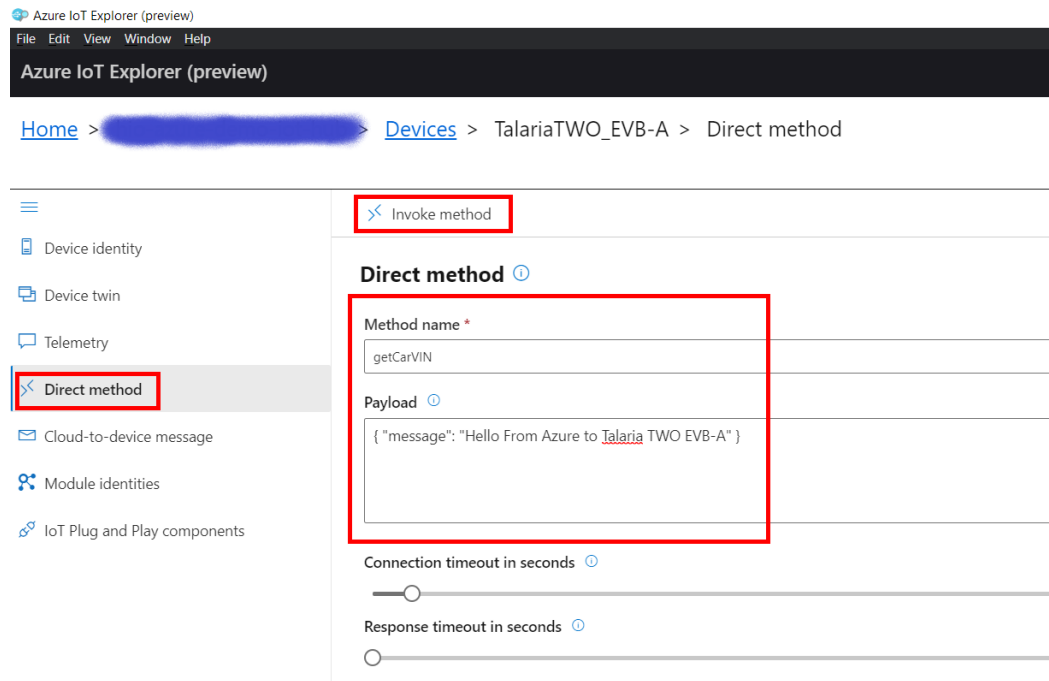 Azure IoT Explorer (preview)
File Edit View Window Help
Azure IoT Explorer (preview)
Home > > Devices > TalariaTWO_EVB-A > Direct method
Invoke method
Device identity
Device twin
Telemetry
Direct method
Cloud-to-device message
Module identities
IoT Plug and Play components
Direct method
Method name *
getCarVIN
Payload
{ "message": "Hello From Azure to Talaria TWO EVB-A" }
Connection timeout in seconds
Response timeout in seconds